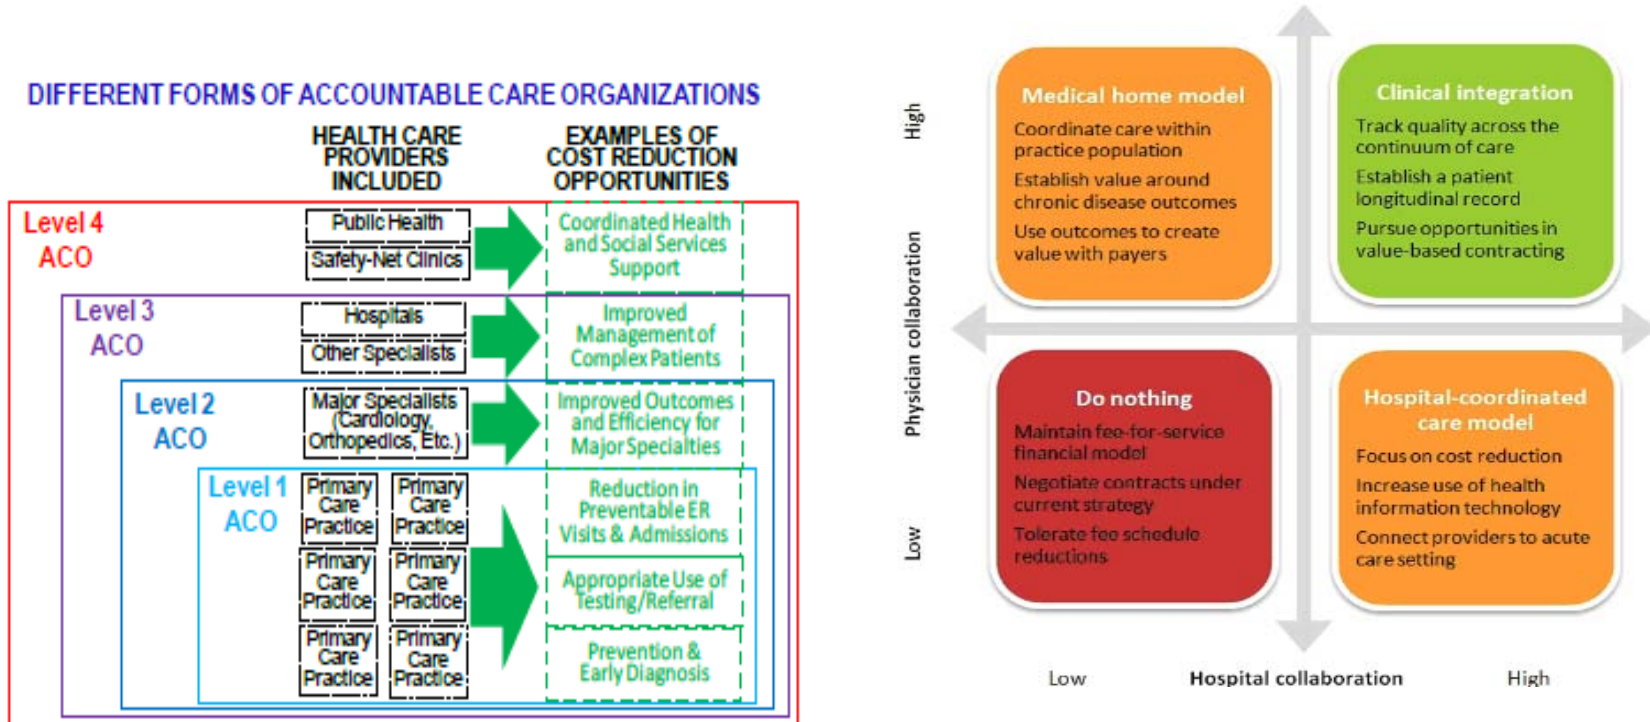 DIFFERENT FORMS OF ACCOUNTABLE CARE ORGANIZATIONS
HEALTH CARE
PROVIDERS
INCLUDED
EXAMPLES OF
COST REDUCTION
OPPORTUNITIES
Level 4
ACO
Public Health
Safety-Net Clinics
Coordinated Health
and Social Services
Support
Level 3
ACO
Hospitals
Other Specialists
Improved
Management of
Complex Patients
Level 2
ACO
Major Specialists
(Cardiology,
Orthopedics, Etc.)
Improved Outcomes
and Efficiency for
Major Specialties
Level 1
ACO
Primary
Care
Practice
Primary
Care
Practice
Primary
Care
Practice
Primary
Care
Practice
Primary
Care
Practice
Primary
Care
Practice
Reduction in
Preventable ER
Visits & Admissions
Appropriate Use of
Testing/Referral
Prevention &
Early Diagnosis
High
Physician collaboration
Low
Medical home model
Coordinate care within
practice population
Establish value around
chronic disease outcomes
Use outcomes to create
value with payers
Clinical integration
Track quality across the
continuum of care
Establish a patient
longitudinal record
Pursue opportunities in
value-based contracting
Do nothing
Maintain fee-for-service
financial model
Negotiate contracts under
current strategy
Tolerate fee schedule
reductions
Hospital-coordinated
care model
Focus on cost reduction
Increase use of health
information technology
Connect providers to acute
care setting
Low
Hospital collaboration
High